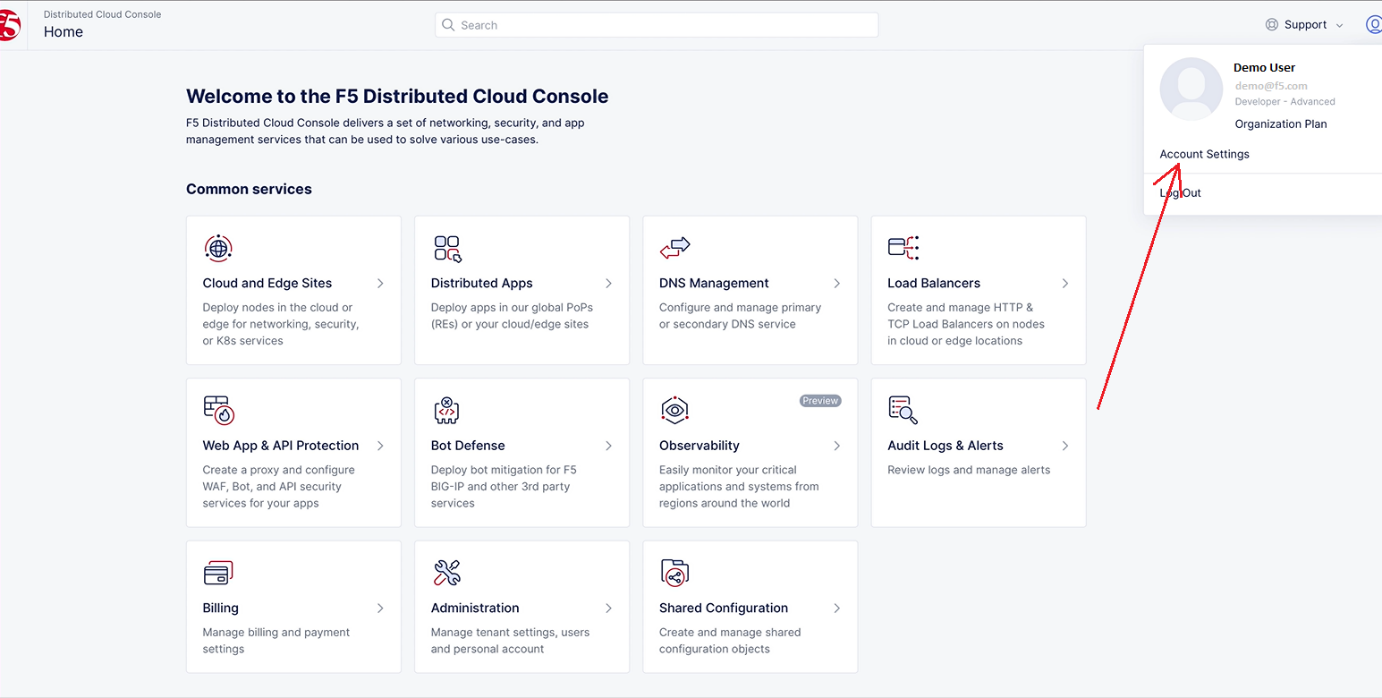 f5
Distributed Cloud Console
Home
Search
Support
Demo User
demo@f5.com
Developer - Advanced
Organization Plan
Account Settings
Log Out
Welcome to the F5 Distributed Cloud Console
F5 Distributed Cloud Console delivers a set of networking, security, and app
management services that can be used to solve various use-cases.
Common services
Cloud and Edge Sites
Deploy nodes in the cloud or
edge for networking, security,
or K8s services
Distributed Apps
Deploy apps in our global PoPs
(REs) or your cloud/edge sites
DNS Management
Configure and manage primary
or secondary DNS service
Load Balancers
Create and manage HTTP &
TCP Load Balancers on nodes
in cloud or edge locations
Web App & API Protection
Create a proxy and configure
WAF, Bot, and API security
services for your apps
Bot Defense
Deploy bot mitigation for F5
BIG-IP and other 3rd party
services
Preview
Observability
Easily monitor your critical
applications and systems from
regions around the world
Audit Logs & Alerts
Review logs and manage alerts
Billing
Manage billing and payment
settings
Administration
Manage tenant settings, users
and personal account
Shared Configuration
Create and manage shared
configuration objects